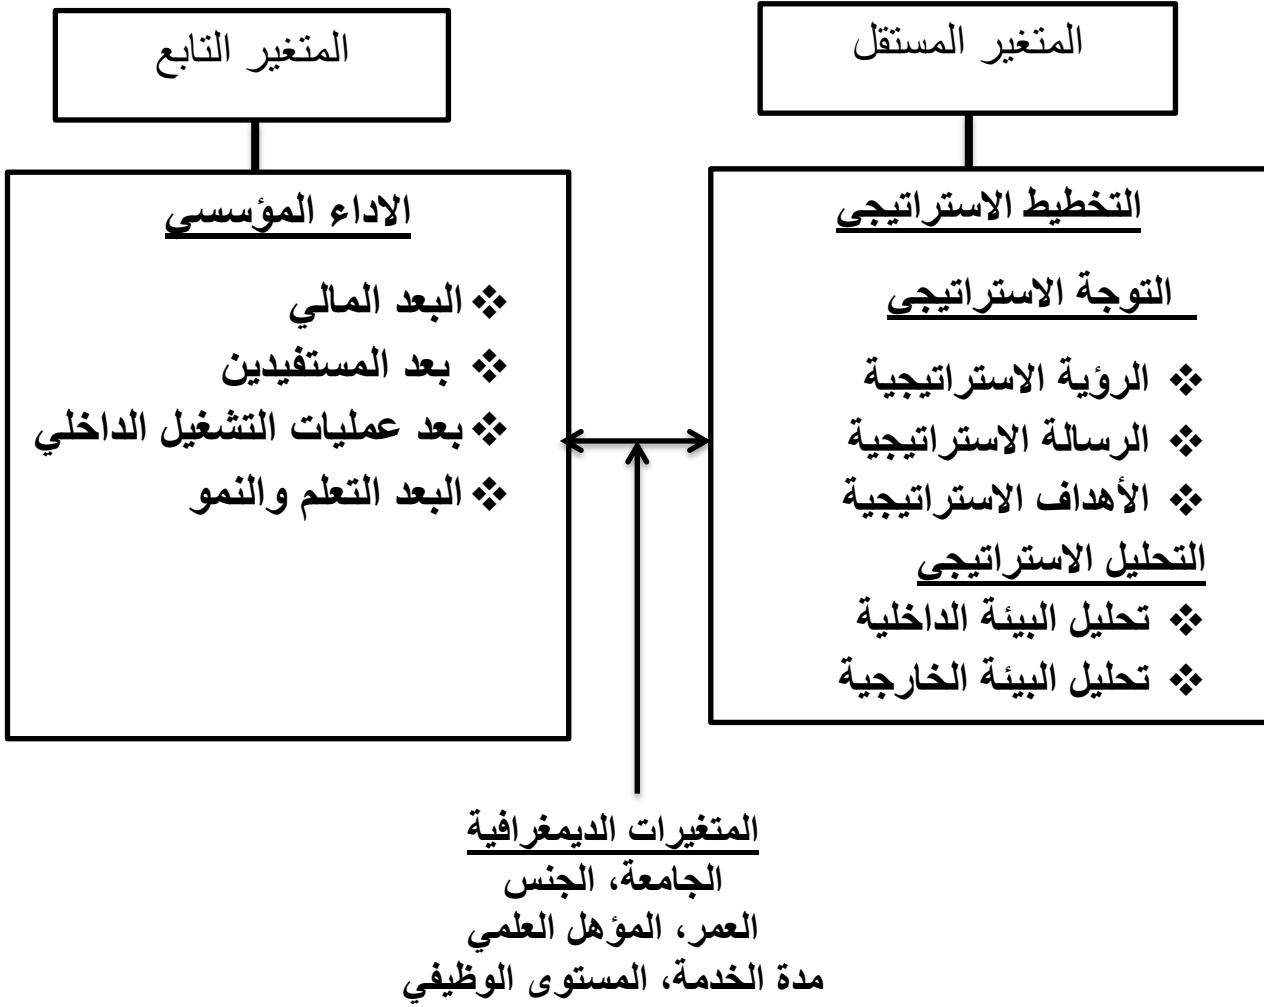 المتغير المستقل
التخطيط الاستراتيجي
التوجة الاستراتيجي
❖ الرؤية الاستراتيجية
❖ الرسالة الاستراتيجية
❖ الأهداف الاستراتيجية
التحليل الاستراتيجي
❖ تحليل البيئة الداخلية
❖ تحليل البيئة الخارجية
المتغير التابع
الاداء المؤسسي
❖ البعد المالي
❖ بعد المستفيدين
❖ بعد عمليات التشغيل الداخلي
❖ البعد التعلم والنمو
المتغيرات الديمغرافية
الجامعة، الجنس
العمر، المؤهل العلمي
مدة الخدمة، المستوى الوظيفي